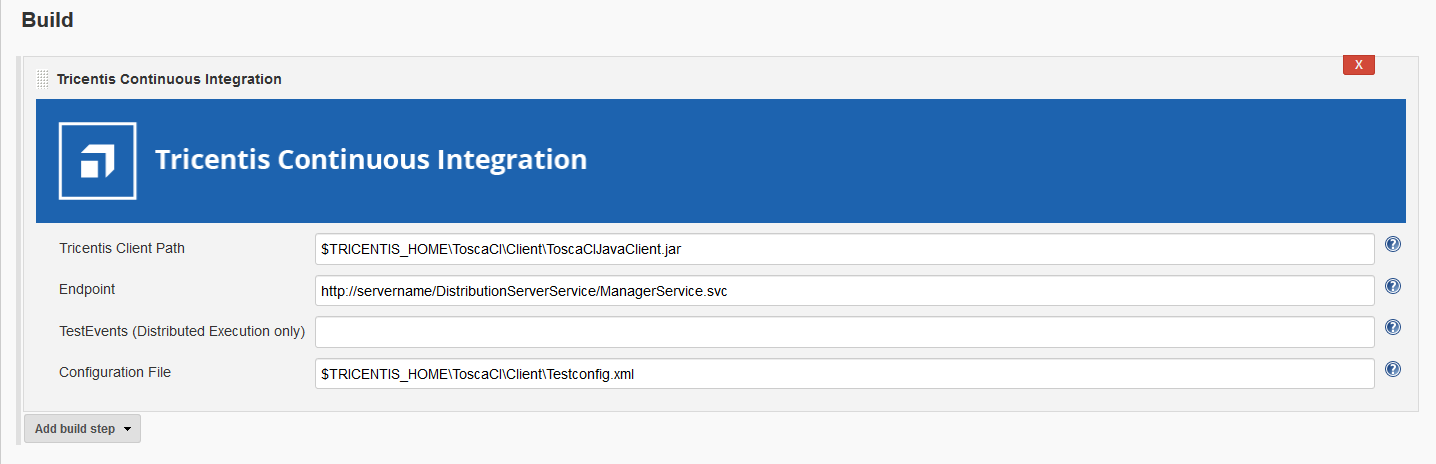 Build
Tricentis Continuous Integration
X
Tricentis Continuous Integration
Tricentis Client Path
$TRICENTIS_HOME\ToscaCI\Client\ToscaCIJavaClient.jar
?
Endpoint
http://servername/DistributionServerService/ManagerService.svc
?
TestEvents (Distributed Execution only)
?
Configuration File
$TRICENTIS_HOME\ToscaCI\Client\Testconfig.xml
?
Add build step